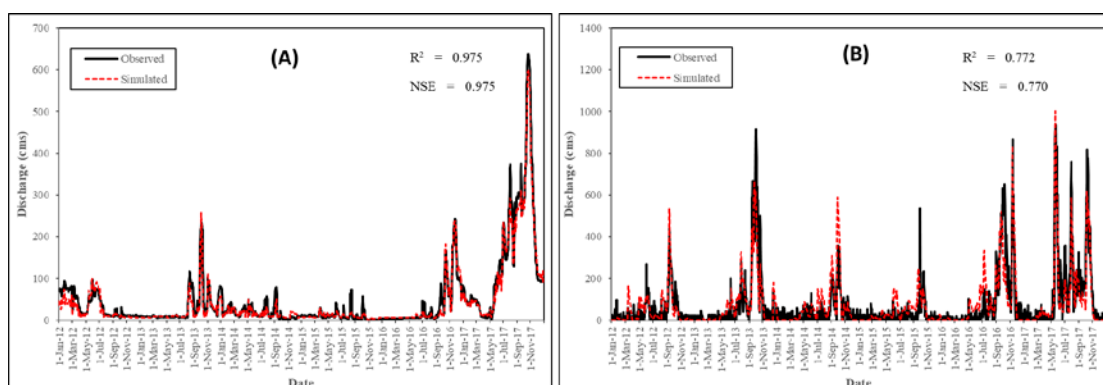 700
600
500
400
300
200
100
0
Discharge (cms)
Observed
Simulated
(A)
R² = 0.975
NSE = 0.975
1-Jan-12
1-Mar-12
1-May-12
1-Jul-12
1-Sep-12
1-Nov-12
1-Jan-13
1-Mar-13
1-May-13
1-Jul-13
1-Sep-13
1-Nov-13
1-Jan-14
1-Mar-14
1-May-14
1-Jul-14
1-Sep-14
1-Nov-14
1-Jan-15
1-Mar-15
1-May-15
1-Jul-15
1-Sep-15
1-Nov-15
1-Jan-16
1-Mar-16
1-May-16
1-Jul-16
1-Sep-16
1-Nov-16
1-Jan-17
1-Mar-17
1-May-17
1-Jul-17
1-Sep-17
1-Nov-17
Date
1400
1200
1000
800
600
400
200
0
Discharge (cms)
Observed
Simulated
(B)
R² = 0.772
NSE = 0.770
1-Jan-12
1-Mar-12
1-May-12
1-Jul-12
1-Sep-12
1-Nov-12
1-Jan-13
1-Mar-13
1-May-13
1-Jul-13
1-Sep-13
1-Nov-13
1-Jan-14
1-Mar-14
1-May-14
1-Jul-14
1-Sep-14
1-Nov-14
1-Jan-15
1-Mar-15
1-May-15
1-Jul-15
1-Sep-15
1-Nov-15
1-Jan-16
1-Mar-16
1-May-16
1-Jul-16
1-Sep-16
1-Nov-16
1-Jan-17
1-Mar-17
1-May-17
1-Jul-17
1-Sep-17
1-Nov-17
Date